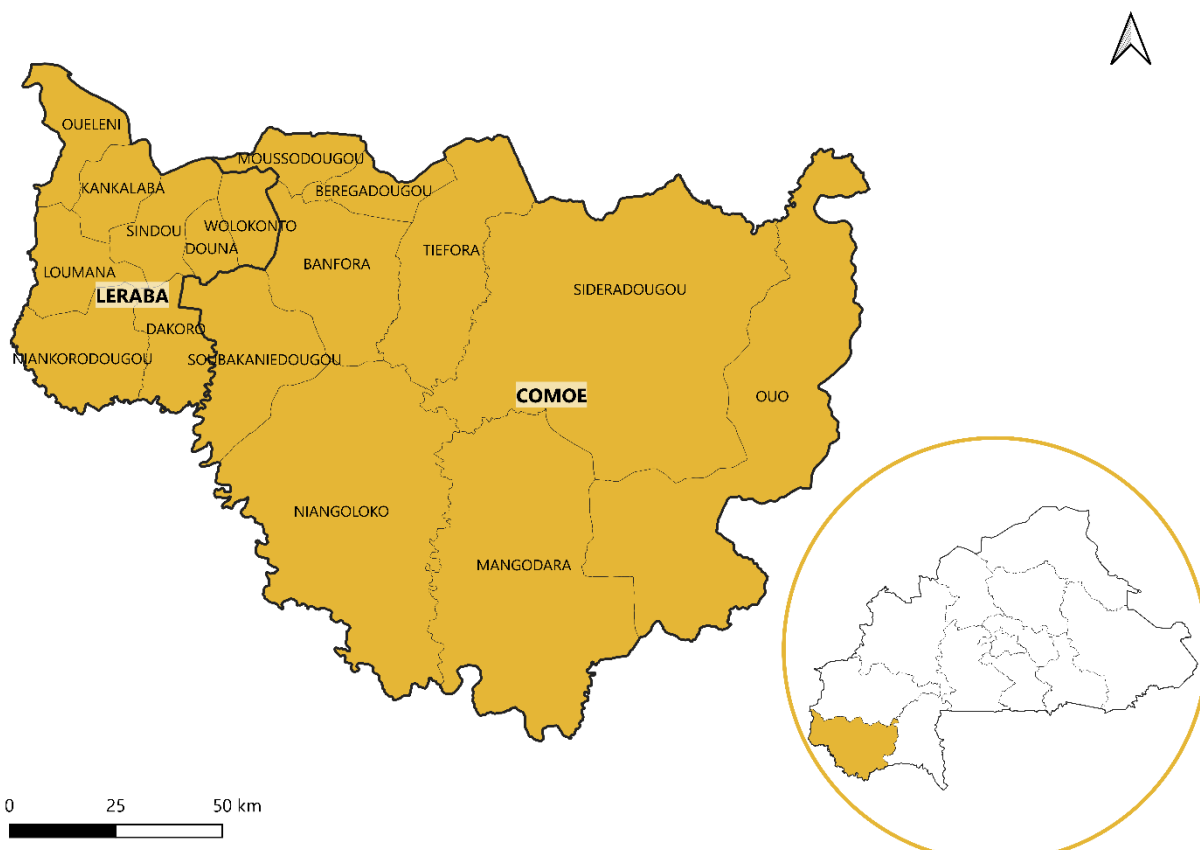 OUELENI
MOUSSODOUGOU
KANKALABA
BEREGADOUGOU
WOLOKONTO
SINDOU
DOUNA
TIEFORA
BANFORA
LOUMANA
LERABA
SIDERADOUGOU
DAKORO
NIANKORODOUGOU
SOUBAKANIEDOUGOU
COMOE
OUO
NIANGOLOKO
MANGODARA
0 25 50 km